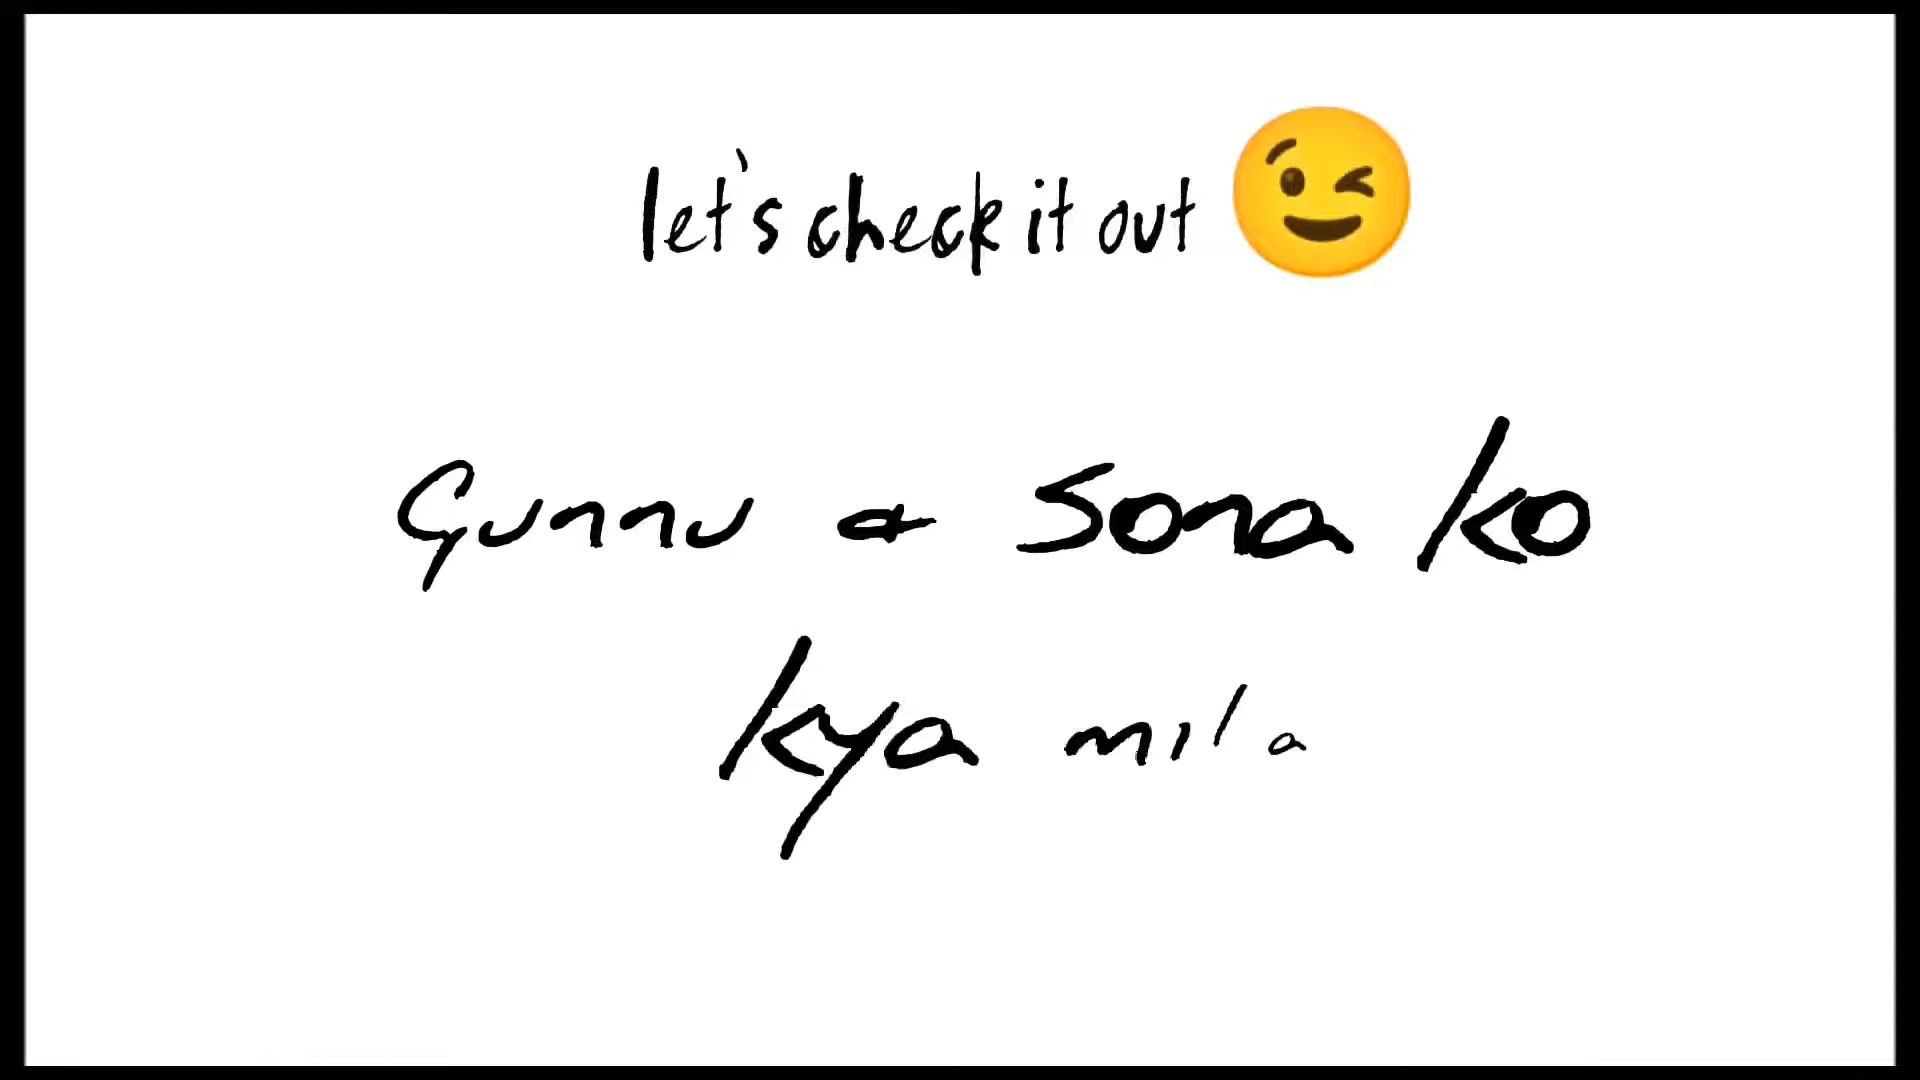 let's check it out 😉
Gunnu & Sona ko
kya mila